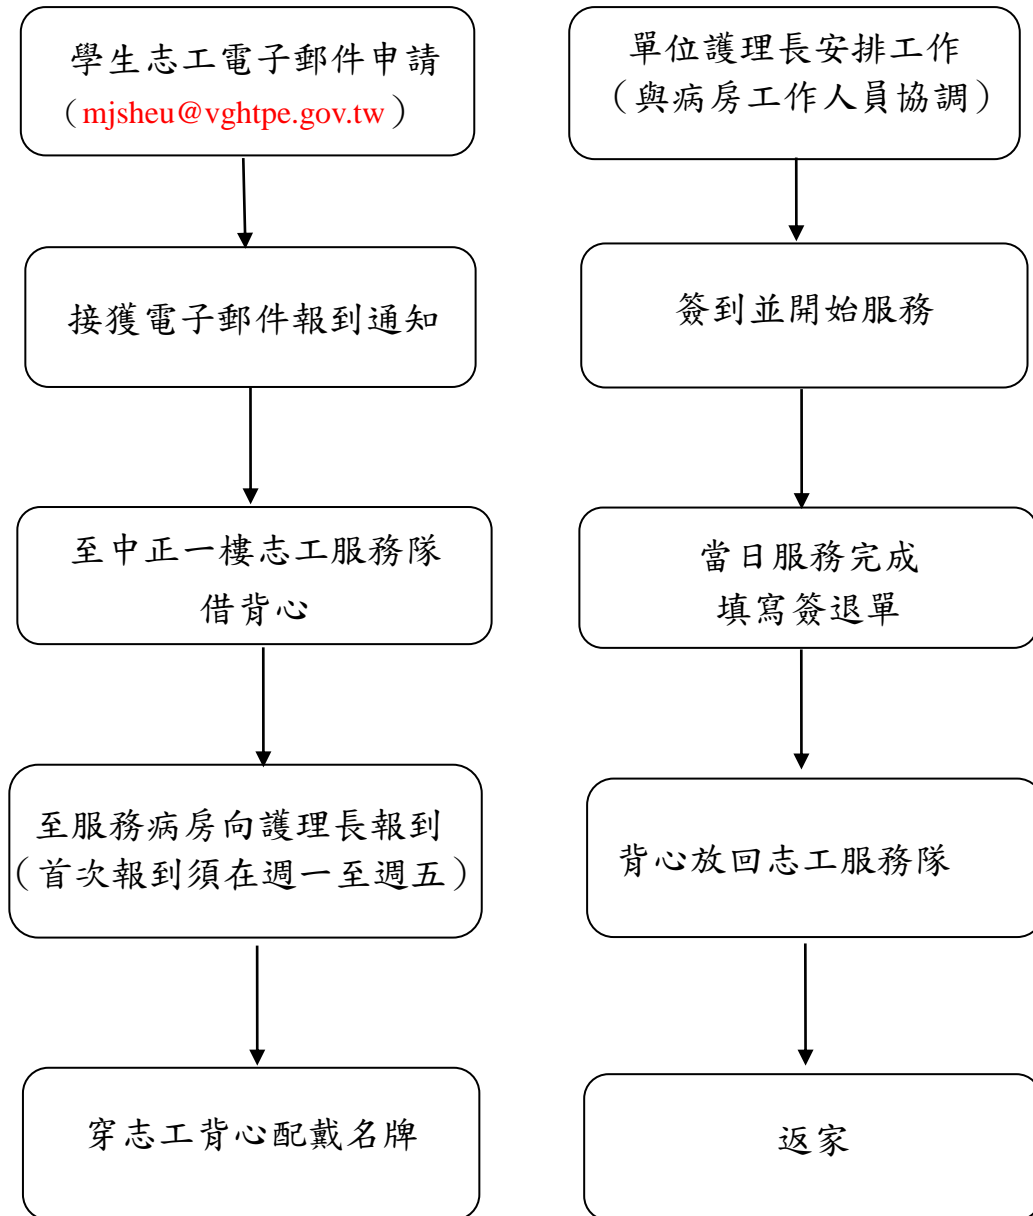 學生志工電子郵件申請
（mjsheu@vghtpe.gov.tw）
接獲電子郵件報到通知
至中正一樓志工服務隊
借背心
至服務病房向護理長報到
（首次報到須在週一至週五）
穿志工背心配戴名牌
單位護理長安排工作
（與病房工作人員協調）
簽到並開始服務
當日服務完成
填寫簽退單
背心放回志工服務隊
返家